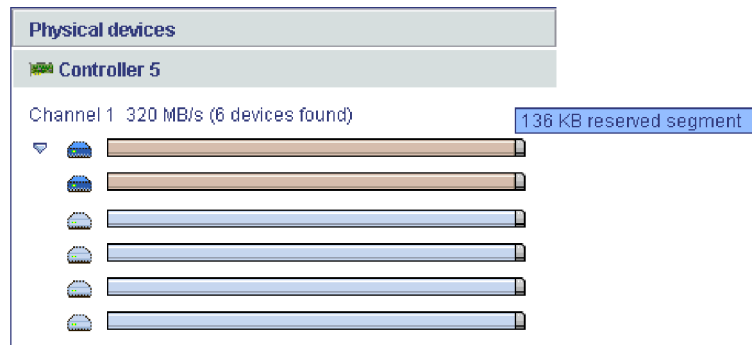 Physical devices
Controller 5
Channel 1 320 MB/s (6 devices found)
136 KB reserved segment